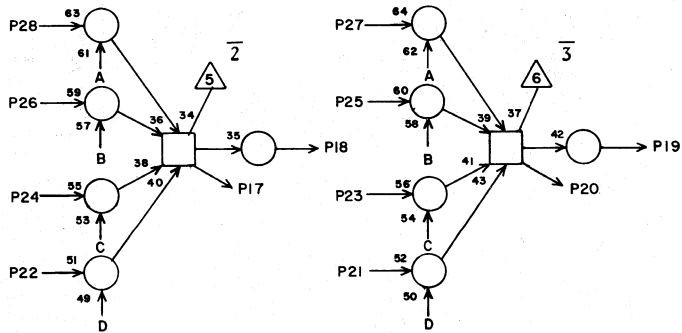 P28 63 61 A
P26 59 57 B
P24 55 53 C
P22 51 49 D
36 34 38 40
5 2
35 P18
P17
P27 64 62 A
P25 60 58 B
P23 56 54 C
P21 52 50 D
39 37 41 43
6 3
42 P19
P20